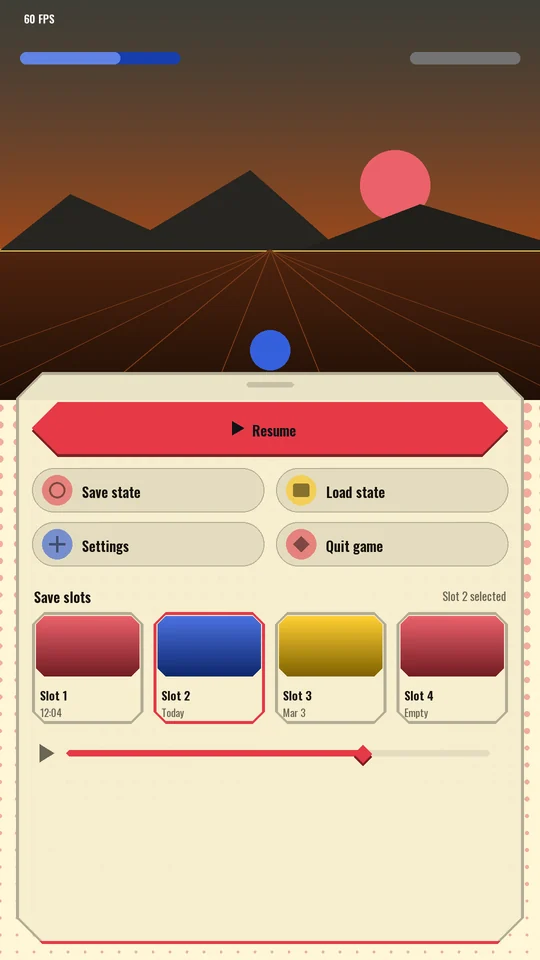 60 FPS
Resume
Save state
Load state
Settings
Quit game
Save slots
Slot 2 selected
Slot 1
12:04
Slot 2
Today
Slot 3
Mar 3
Slot 4
Empty